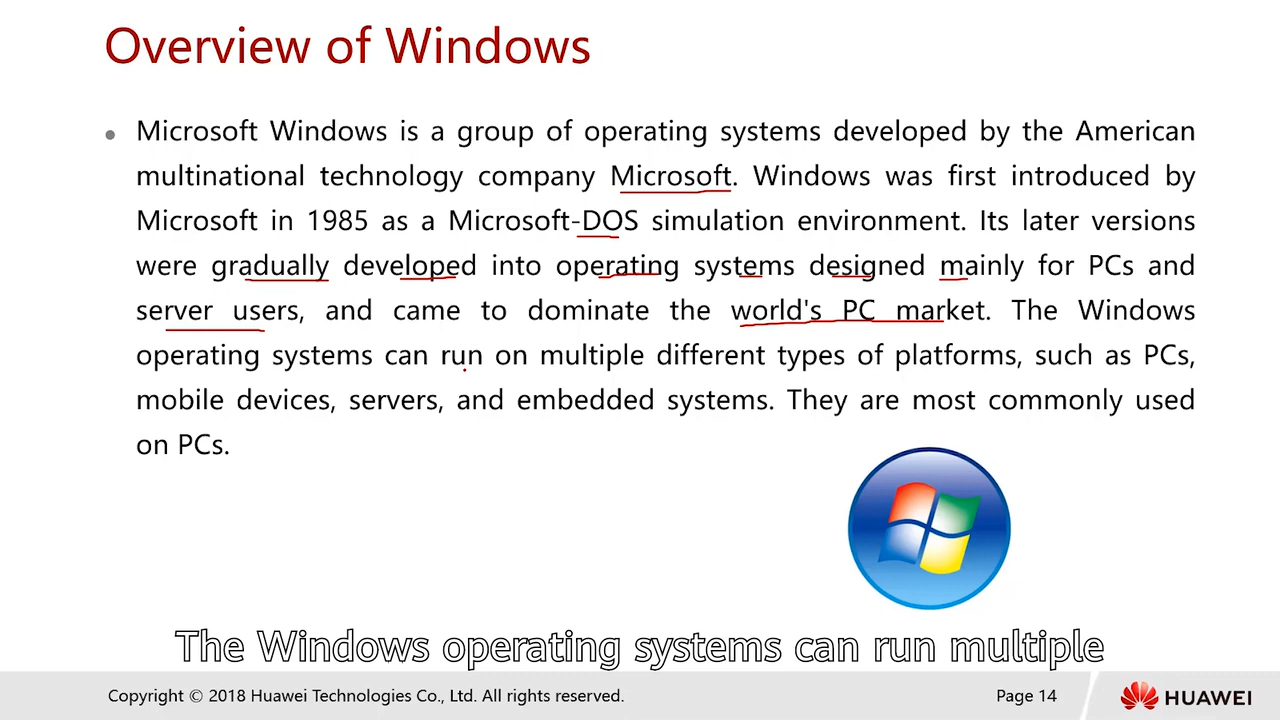 Overview of Windows
• Microsoft Windows is a group of operating systems developed by the American
multinational technology company Microsoft. Windows was first introduced by
Microsoft in 1985 as a Microsoft-DOS simulation environment. Its later versions
were gradually developed into operating systems designed mainly for PCs and
server users, and came to dominate the world's PC market. The Windows
operating systems can run on multiple different types of platforms, such as PCs,
mobile devices, servers, and embedded systems. They are most commonly used
on PCs.
The Windows operating systems can run multiple
Copyright © 2018 Huawei Technologies Co., Ltd. All rights reserved.
Page 14
HUAWEI